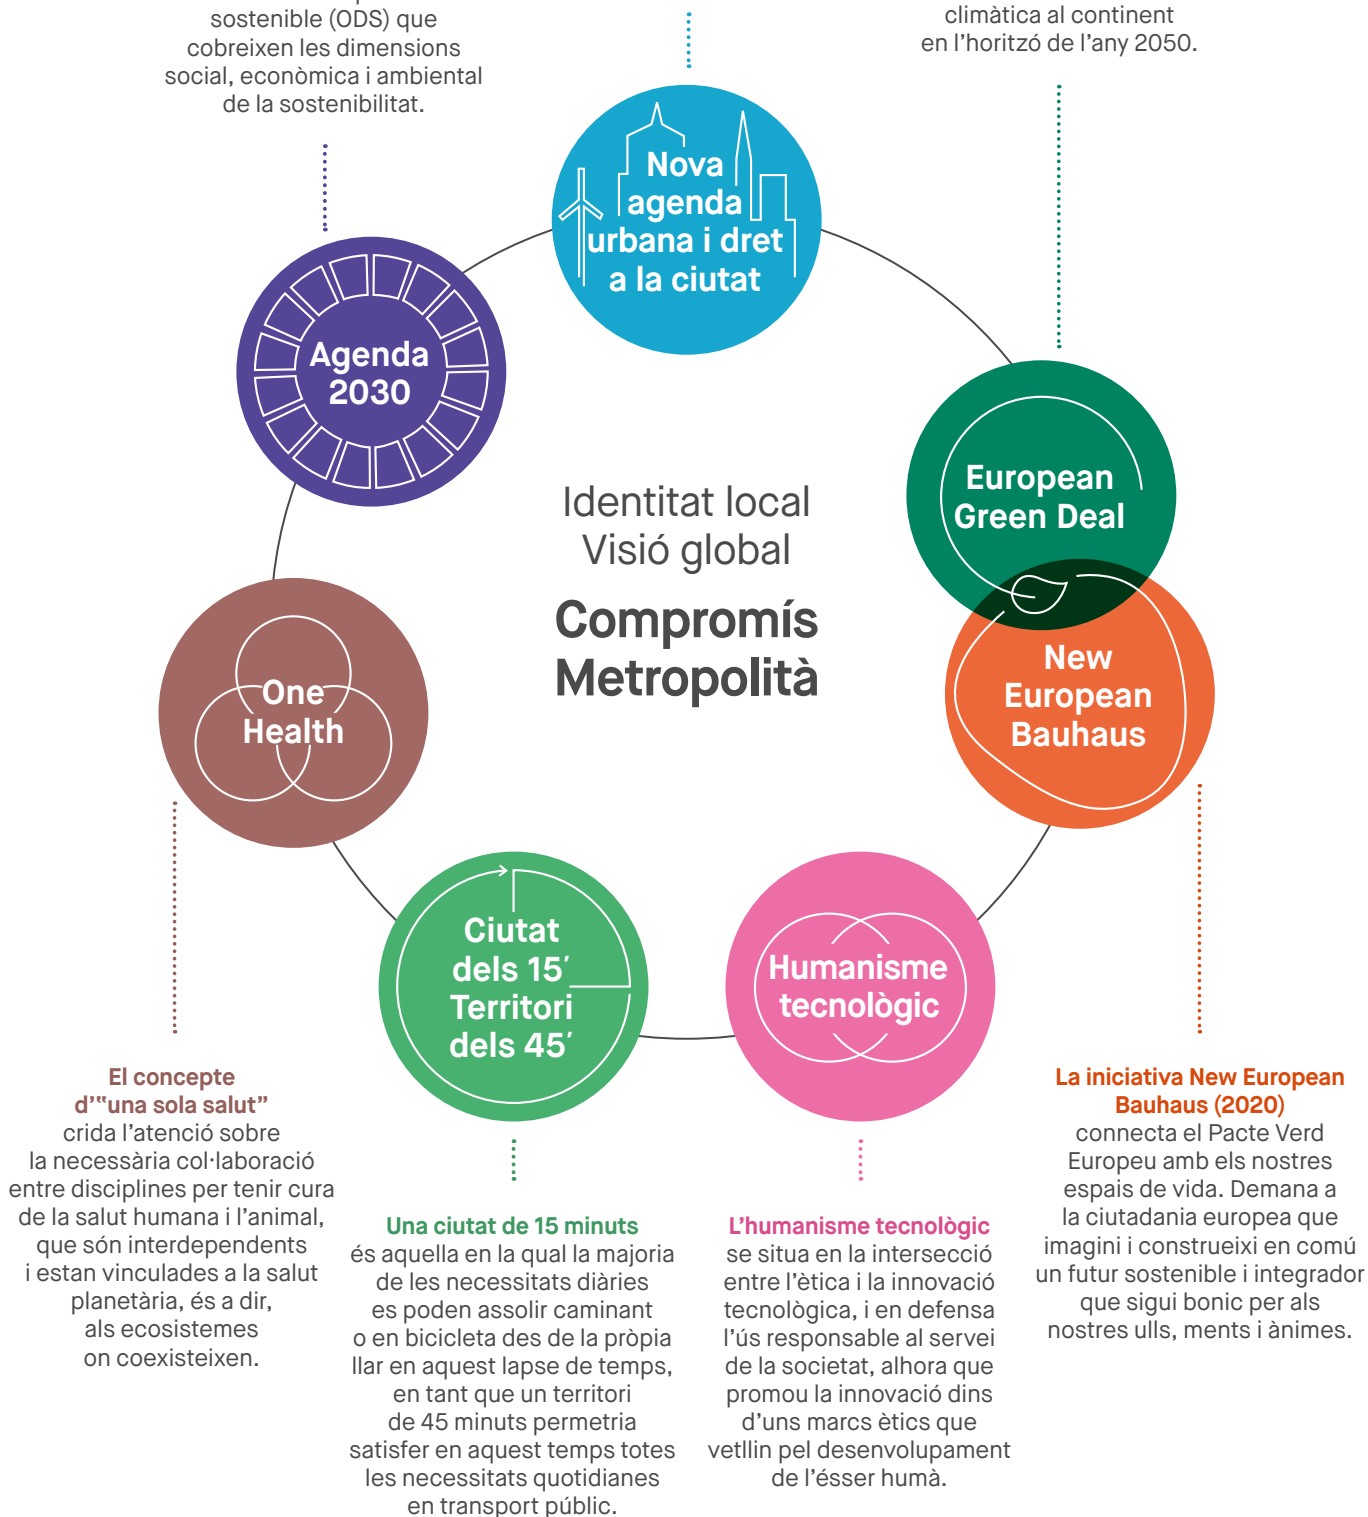 sostenible (ODS) que
cobreixen les dimensions
social, econòmica i ambiental
de la sostenibilitat.
climàtica al continent
en l'horitzó de l'any 2050.
Nova
agenda
urbana i dret
a la ciutat
Agenda
2030
European
Green Deal
Identitat local
Visió global
Compromís
Metropolità
New
European
Bauhaus
One
Health
Ciutat
dels 15′
Territori
dels 45′
Humanisme
tecnològic
El concepte
d'"una sola salut"
crida l'atenció sobre
la necessària col·laboració
entre disciplines per tenir cura
de la salut humana i l'animal,
que són interdependents
i estan vinculades a la salut
planetària, és a dir,
als ecosistemes
on coexisteixen.
Una ciutat de 15 minuts
és aquella en la qual la majoria
de les necessitats diàries
es poden assolir caminant
o en bicicleta des de la pròpia
llar en aquest lapse de temps,
en tant que un territori
de 45 minuts permetria
satisfer en aquest temps totes
les necessitats quotidianes
en transport públic.
L'humanisme tecnològic
se situa en la intersecció
entre l'ètica i la innovació
tecnològica, i en defensa
l'ús responsable al servei
de la societat, alhora que
promou la innovació dins
d'uns marcs ètics que
vetllin pel desenvolupament
de l'ésser humà.
La iniciativa New European
Bauhaus (2020)
connecta el Pacte Verd
Europeu amb els nostres
espais de vida. Demana a
la ciutadania europea que
imagini i construeixi en comú
un futur sostenible i integrador
que sigui bonic per als
nostres ulls, ments i ànimes.